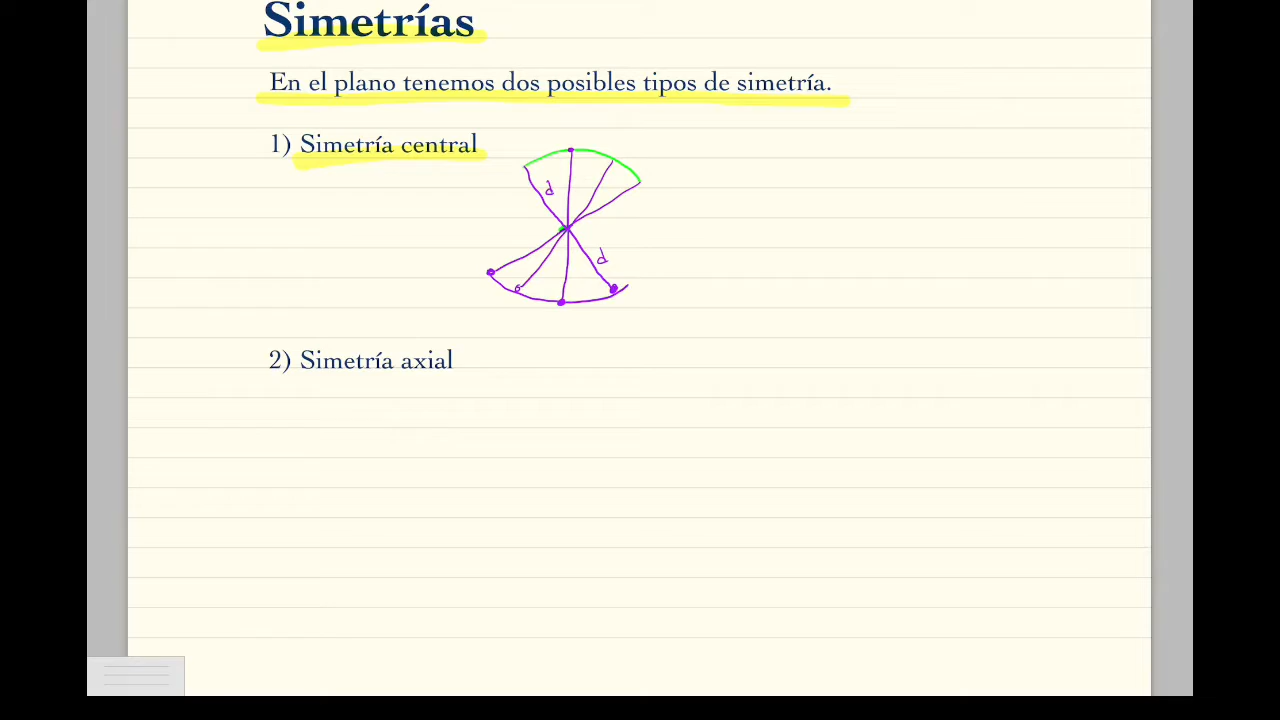 Simetrías
En el plano tenemos dos posibles tipos de simetría.
1) Simetría central
d
d
2) Simetría axial